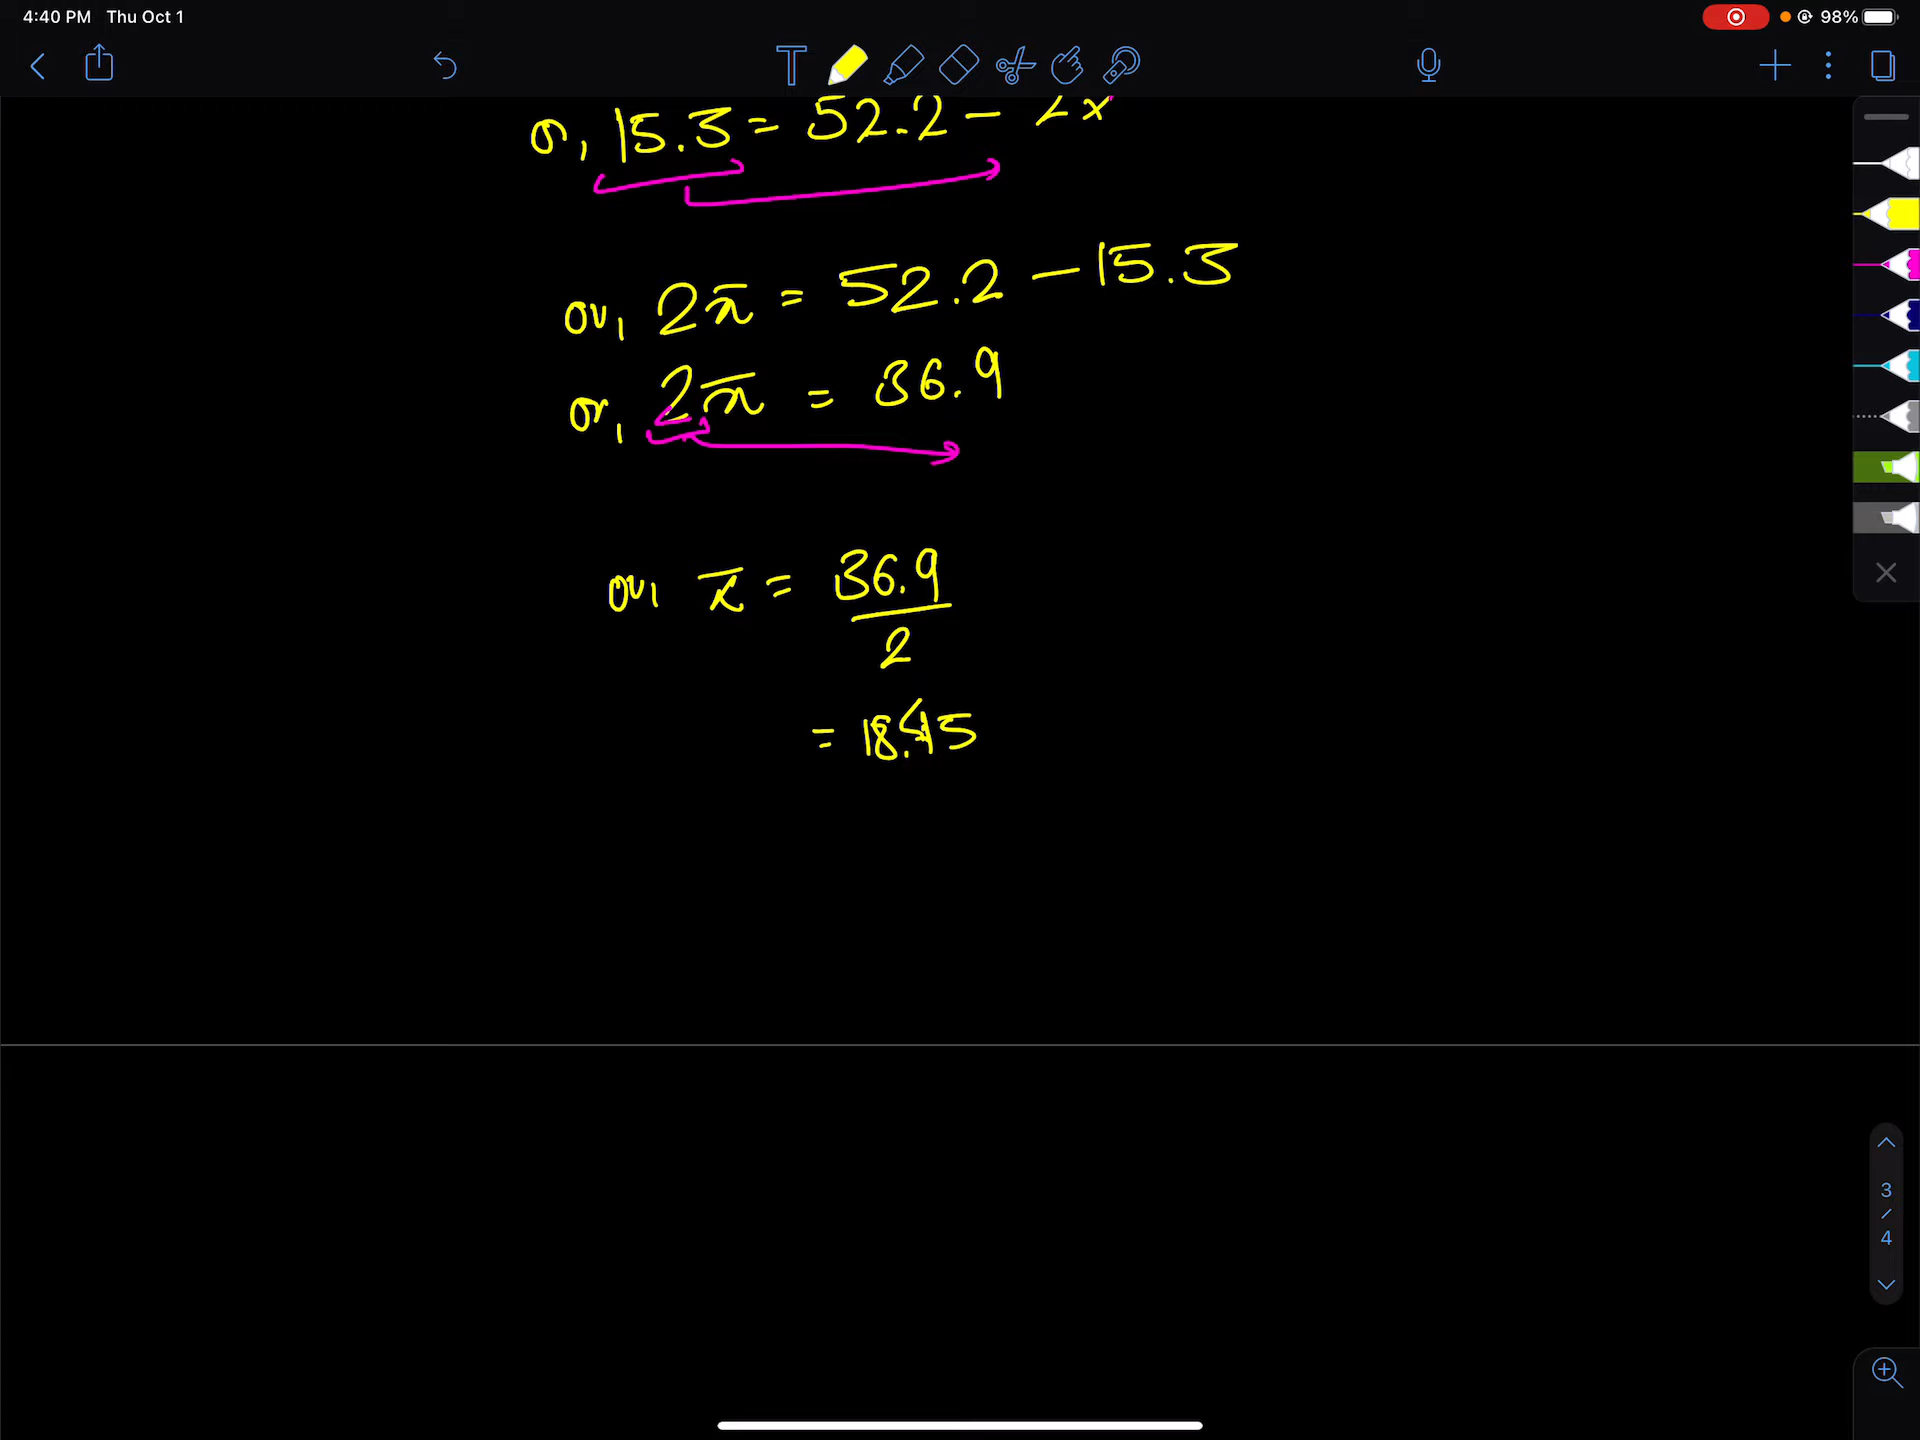 4:40 PM Thu Oct 1
98%
or, 15.3 = 52.2 - 2x
or, 2x̄ = 52.2 - 15.3
or, 2x̄ = 36.9
or, x̄ = 36.9
2
= 18.45
3
/
4